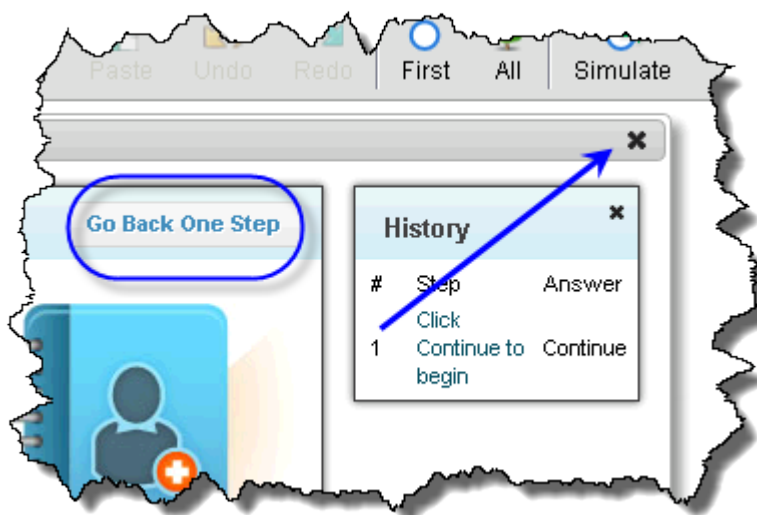 Paste Undo Redo First All Simulate
Go Back One Step
History
# Step Answer
1 Click Continue to begin Continue